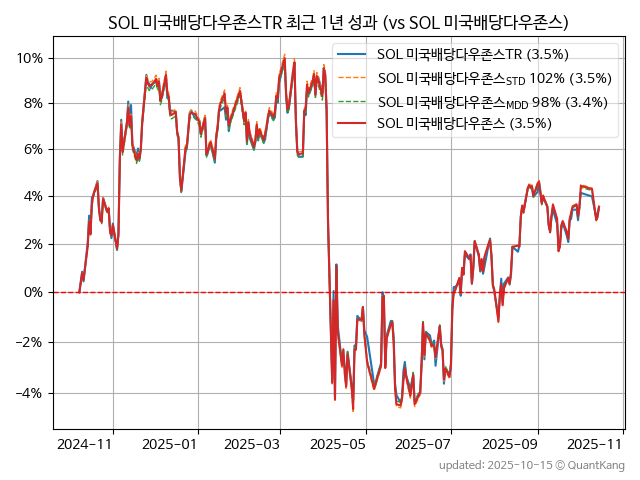 SOL 미국배당다우존스TR 최근 1년 성과 (vs SOL 미국배당다우존스)
SOL 미국배당다우존스TR (3.5%)
SOL 미국배당다우존스STD 102% (3.5%)
SOL 미국배당다우존스MDD 98% (3.4%)
SOL 미국배당다우존스 (3.5%)
10%
8%
6%
4%
2%
0%
−2%
−4%
2024-11 2025-01 2025-03 2025-05 2025-07 2025-09 2025-11
updated: 2025-10-15 © QuantKang